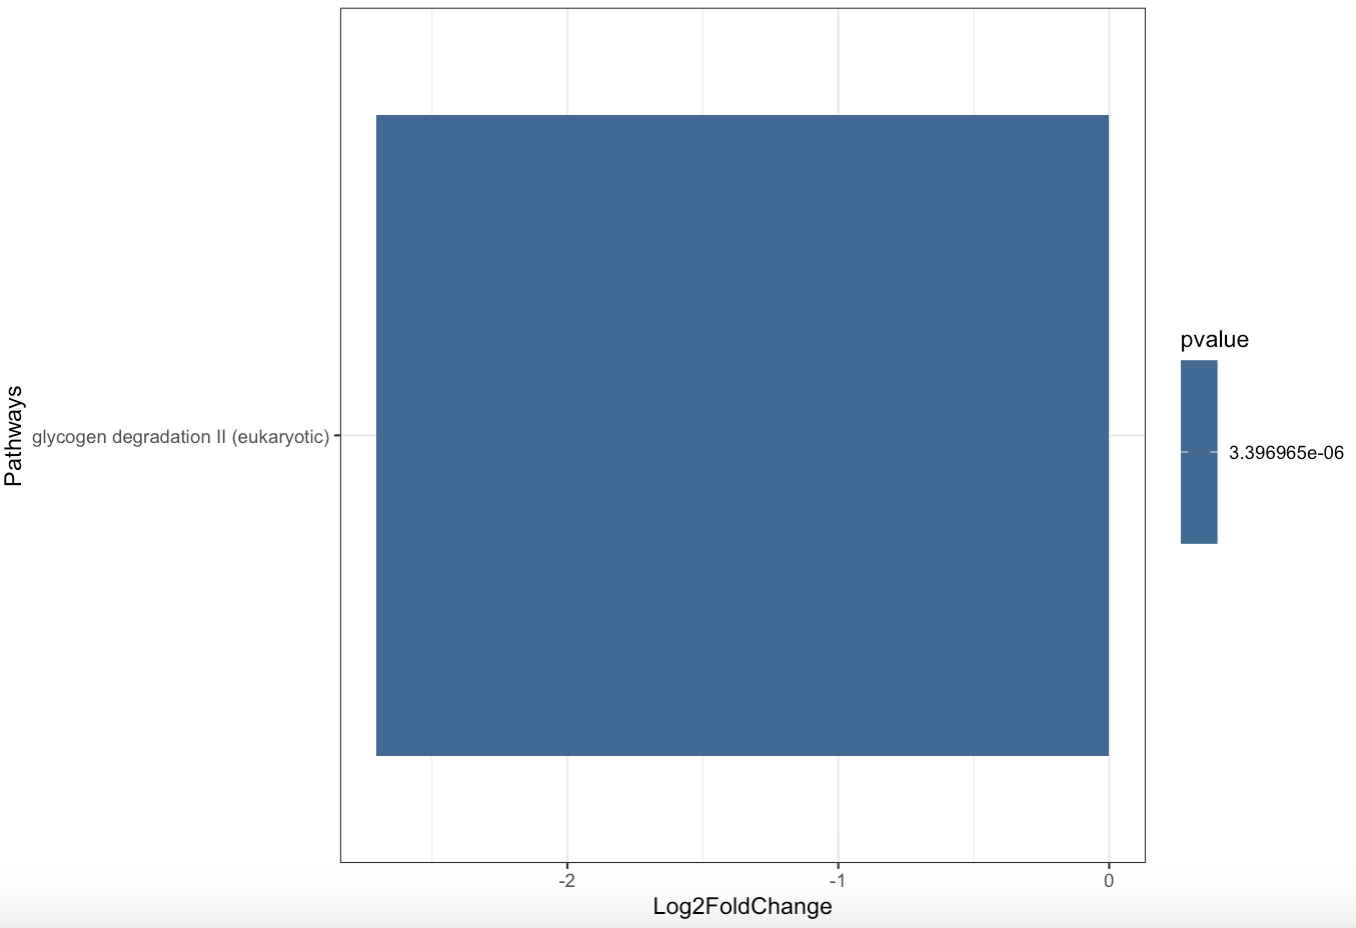 Pathways
glycogen degradation II (eukaryotic)
-2
-1
0
Log2FoldChange
pvalue
3.396965e-06